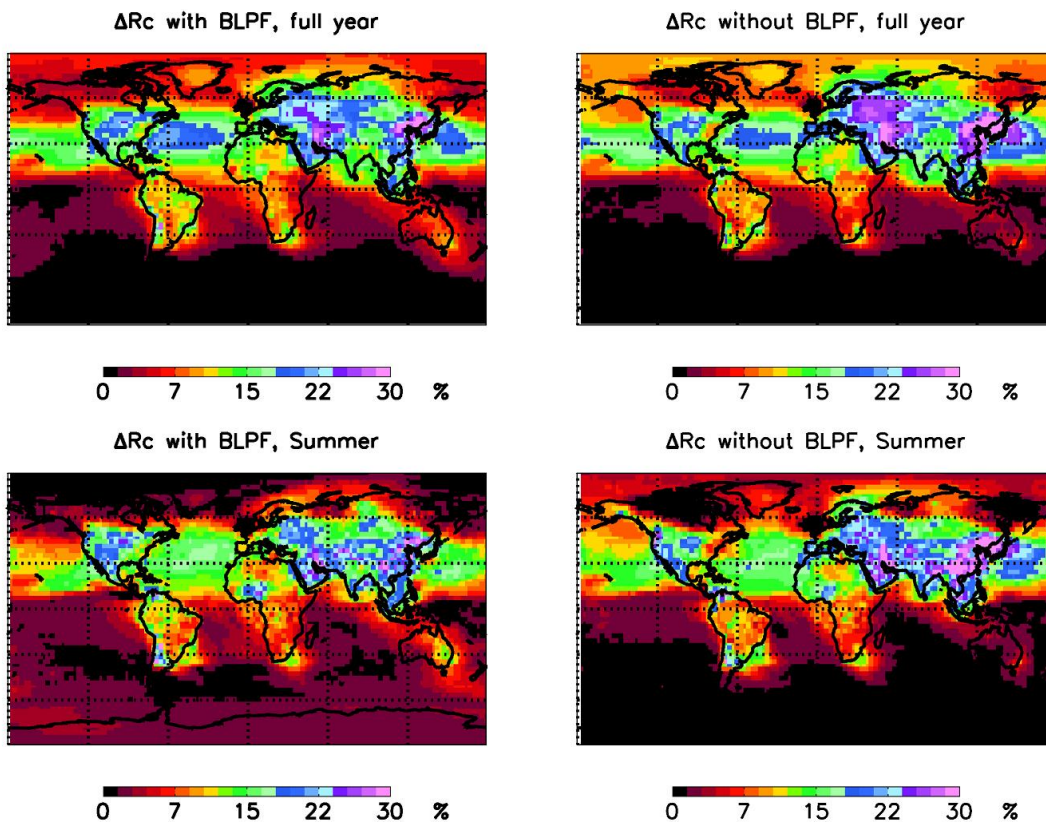 ΔRc with BLPF, full year
ΔRc without BLPF, full year
0 7 15 22 30 %
0 7 15 22 30 %
ΔRc with BLPF, Summer
ΔRc without BLPF, Summer
0 7 15 22 30 %
0 7 15 22 30 %